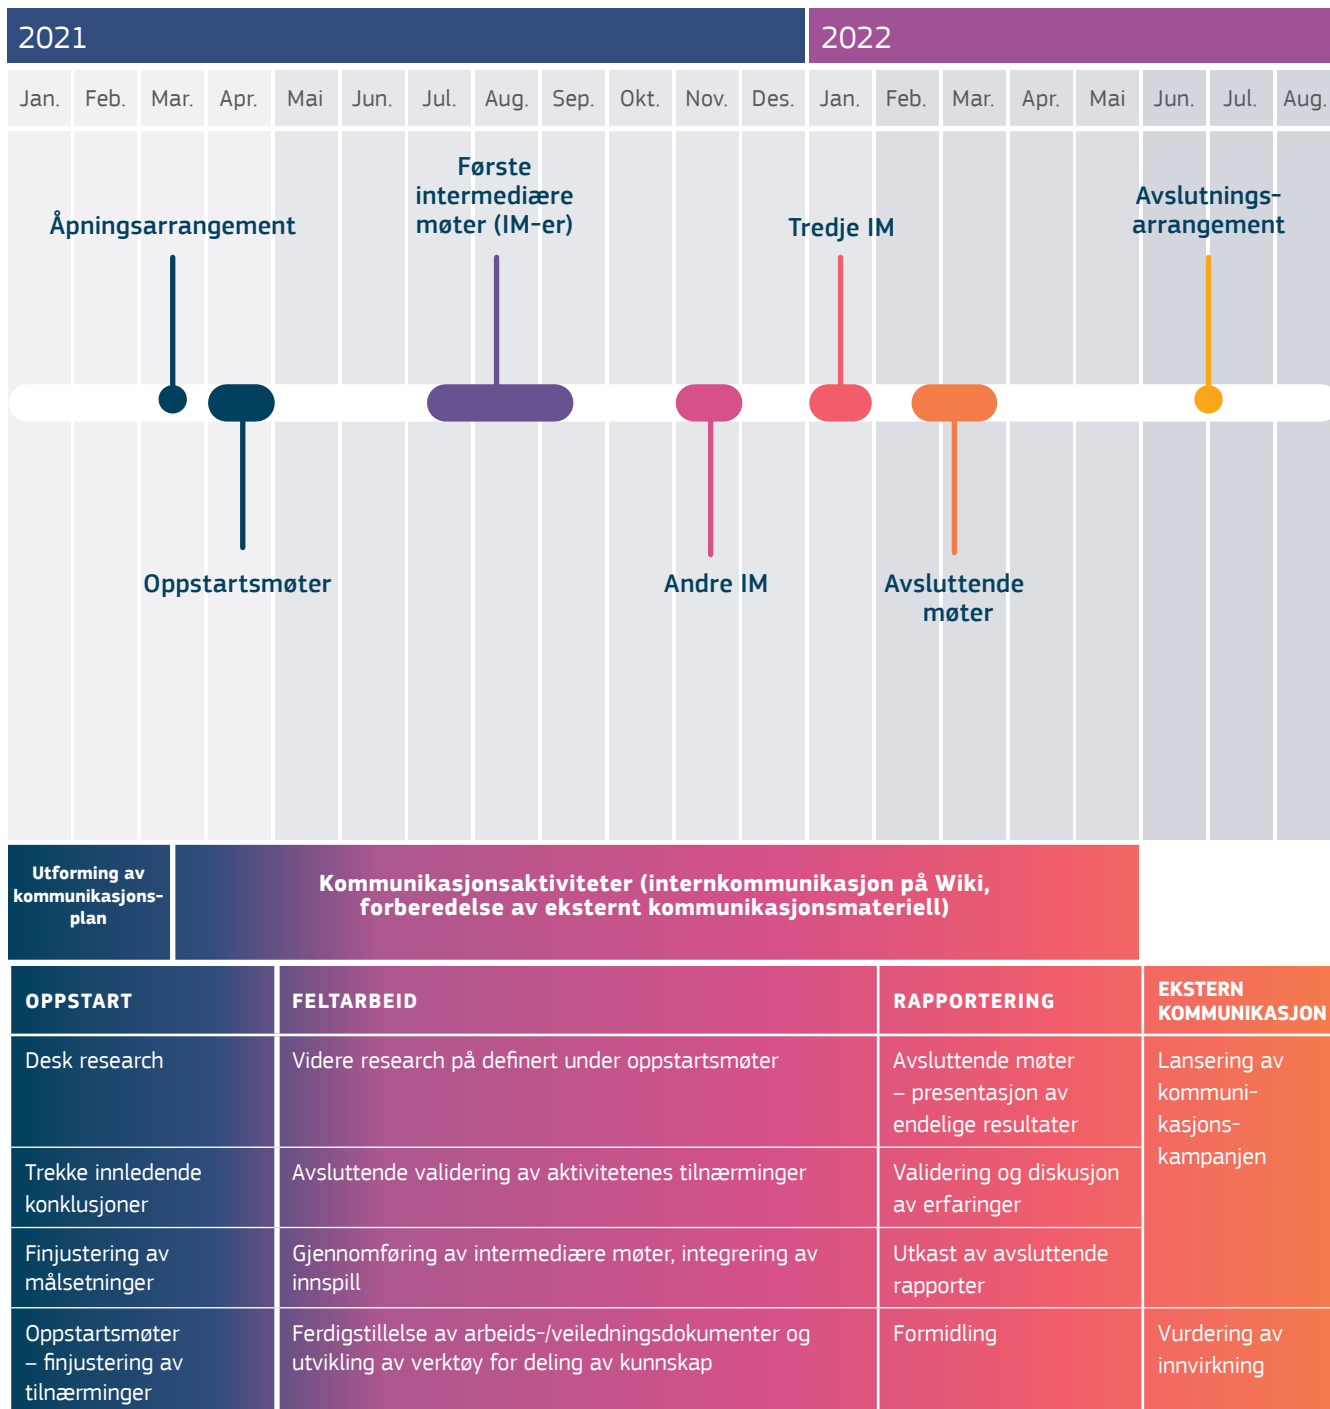 2021
2022
Jan. Feb. Mar. Apr. Mai Jun. Jul. Aug. Sep. Okt. Nov. Des. Jan. Feb. Mar. Apr. Mai Jun. Jul. Aug.
Åpningsarrangement
Første
intermediære
møter (IM-er)
Tredje IM
Avslutnings-
arrangement
Oppstartsmøter
Andre IM
Avsluttende
møter
Utforming av
kommunikasjons-
plan
Kommunikasjonsaktiviteter (internkommunikasjon på Wiki,
forberedelse av eksternt kommunikasjonsmateriell)
OPPSTART
FELTARBEID
RAPPORTERING
EKSTERN
KOMMUNIKASJON
Desk research
Videre research på definert under oppstartsmøter
Avsluttende møter
– presentasjon av
endelige resultater
Lansering av
kommuni-
kasjons-
kampanjen
Trekke innledende
konklusjoner
Avsluttende validering av aktivitetenes tilnærminger
Validering og diskusjon
av erfaringer
Finjustering av
målsetninger
Gjennomføring av intermediære møter, integrering av
innspill
Utkast av avsluttende
rapporter
Oppstartsmøter
– finjustering av
tilnærminger
Ferdigstillelse av arbeids-/veiledningsdokumenter og
utvikling av verktøy for deling av kunnskap
Formidling
Vurdering av
innvirkning